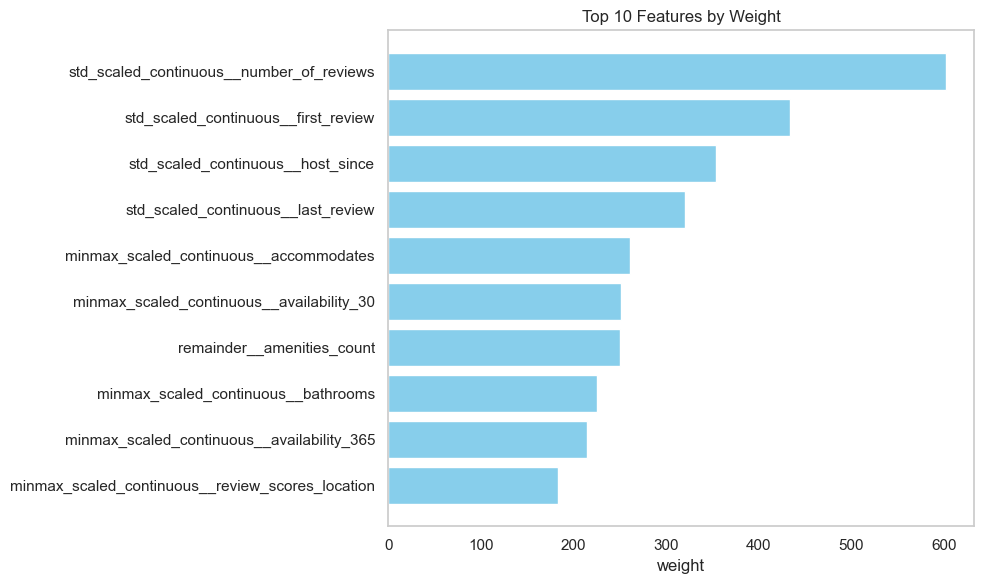 Top 10 Features by Weight
std_scaled_continuous__number_of_reviews
std_scaled_continuous__first_review
std_scaled_continuous__host_since
std_scaled_continuous__last_review
minmax_scaled_continuous__accommodates
minmax_scaled_continuous__availability_30
remainder__amenities_count
minmax_scaled_continuous__bathrooms
minmax_scaled_continuous__availability_365
minmax_scaled_continuous__review_scores_location
0 100 200 300 400 500 600
weight